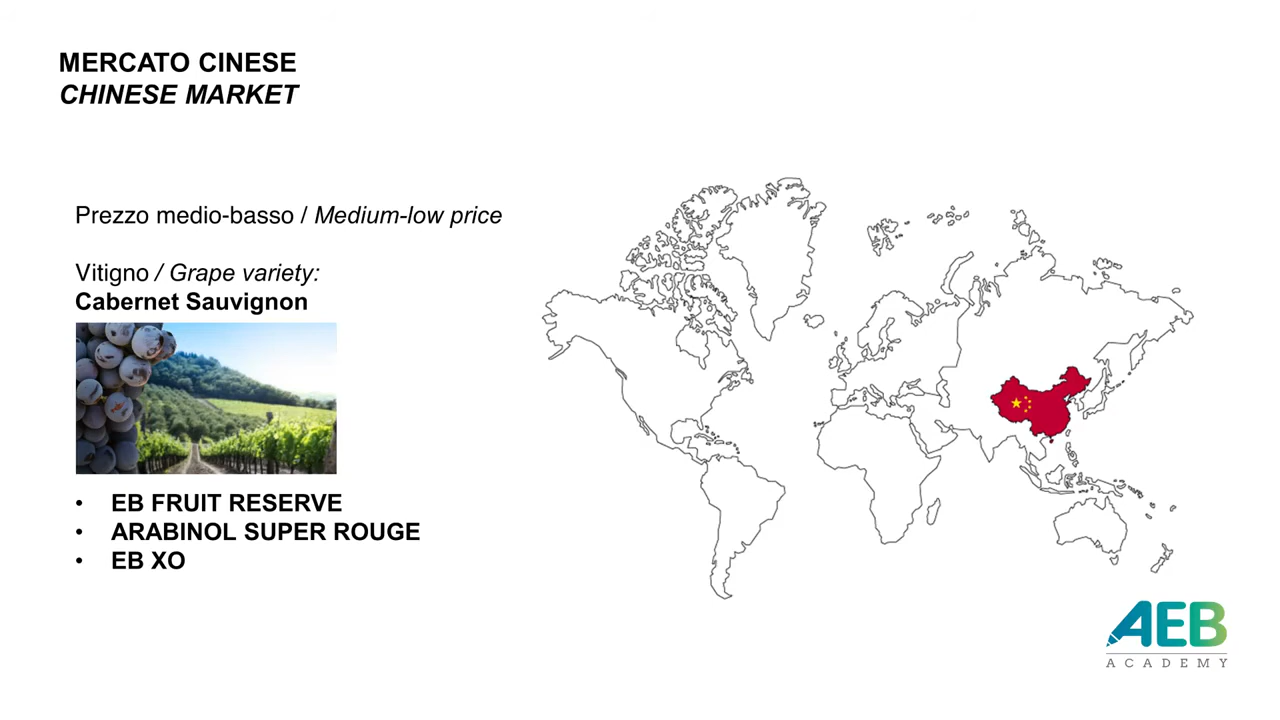 MERCATO CINESE
CHINESE MARKET
Prezzo medio-basso / Medium-low price
Vitigno / Grape variety:
Cabernet Sauvignon
• EB FRUIT RESERVE
• ARABINOL SUPER ROUGE
• EB XO
AEB
ACADEMY